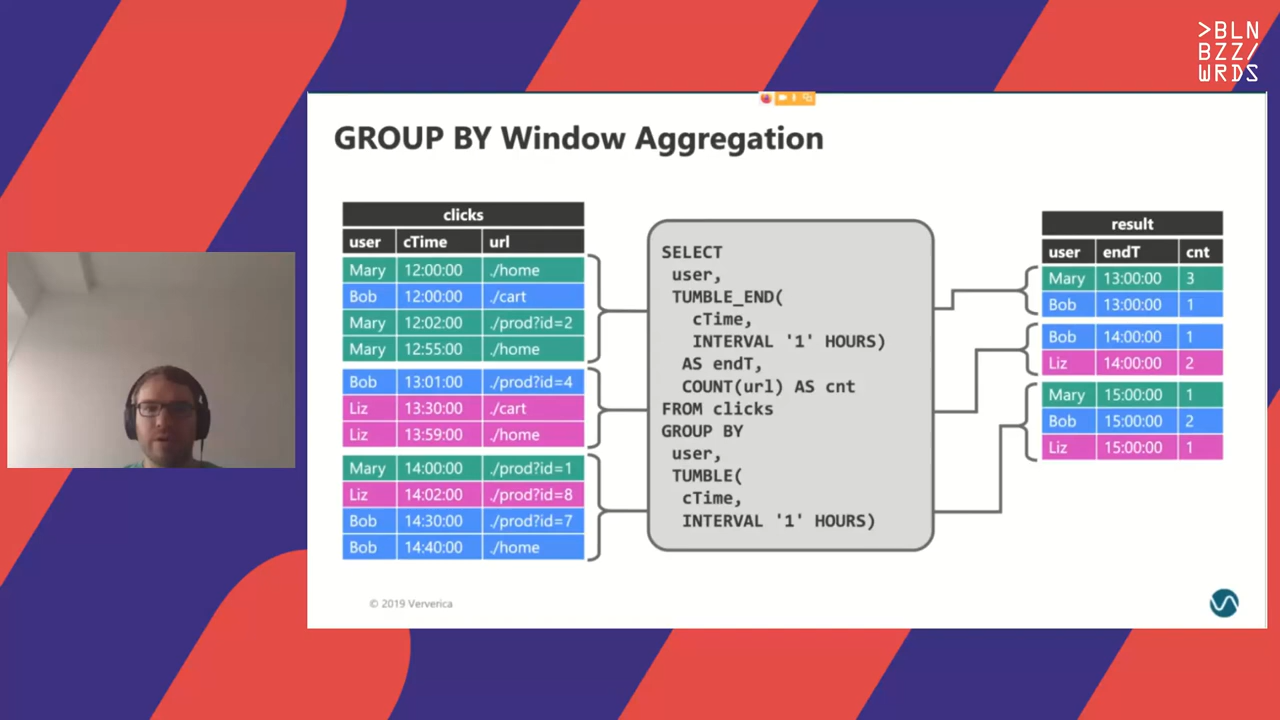 >BLN
BZZ/
WRDS
GROUP BY Window Aggregation
clicks
user cTime url
Mary 12:00:00 ./home
Bob 12:00:00 ./cart
Mary 12:02:00 ./prod?id=2
Mary 12:55:00 ./home
Bob 13:01:00 ./prod?id=4
Liz 13:30:00 ./cart
Liz 13:59:00 ./home
Mary 14:00:00 ./prod?id=1
Liz 14:02:00 ./prod?id=8
Bob 14:30:00 ./prod?id=7
Bob 14:40:00 ./home
SELECT
user,
TUMBLE_END(
cTime,
INTERVAL '1' HOURS)
AS endT,
COUNT(url) AS cnt
FROM clicks
GROUP BY
user,
TUMBLE(
cTime,
INTERVAL '1' HOURS)
result
user endT cnt
Mary 13:00:00 3
Bob 13:00:00 1
Bob 14:00:00 1
Liz 14:00:00 2
Mary 15:00:00 1
Bob 15:00:00 2
Liz 15:00:00 1
© 2019 Ververica